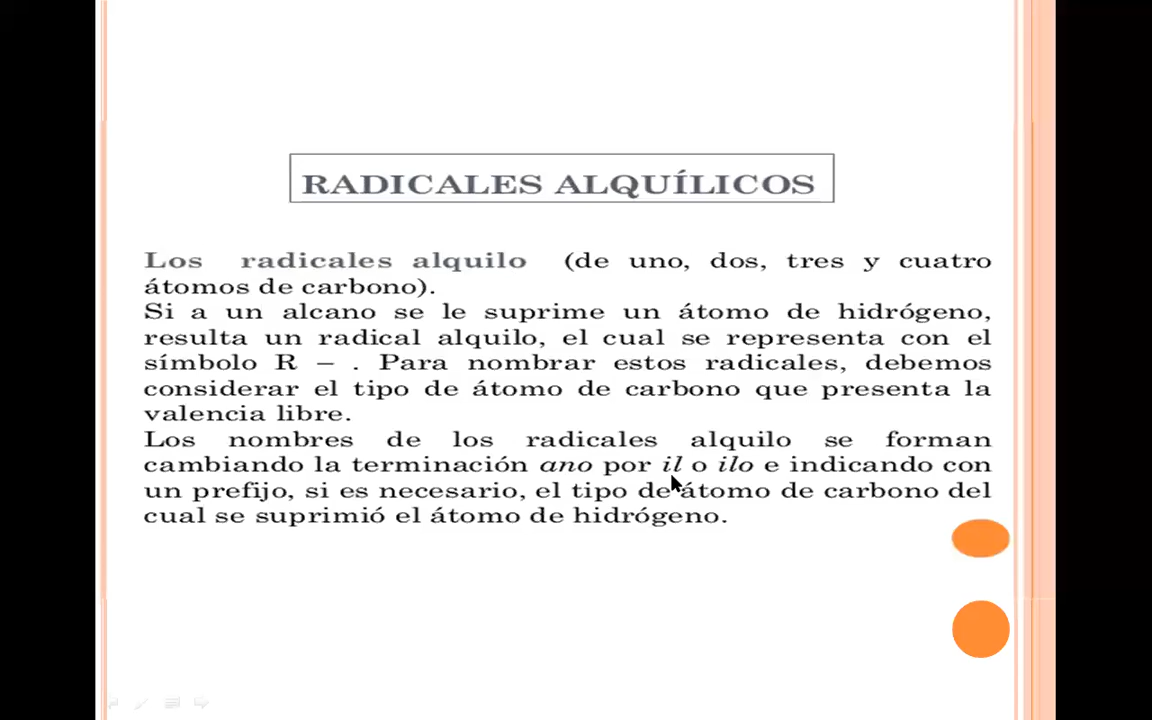 RADICALES ALQUÍLICOS
Los radicales alquilo (de uno, dos, tres y cuatro
átomos de carbono).
Si a un alcano se le suprime un átomo de hidrógeno,
resulta un radical alquilo, el cual se representa con el
símbolo R – . Para nombrar estos radicales, debemos
considerar el tipo de átomo de carbono que presenta la
valencia libre.
Los nombres de los radicales alquilo se forman
cambiando la terminación ano por il o ilo e indicando con
un prefijo, si es necesario, el tipo de átomo de carbono del
cual se suprimió el átomo de hidrógeno.